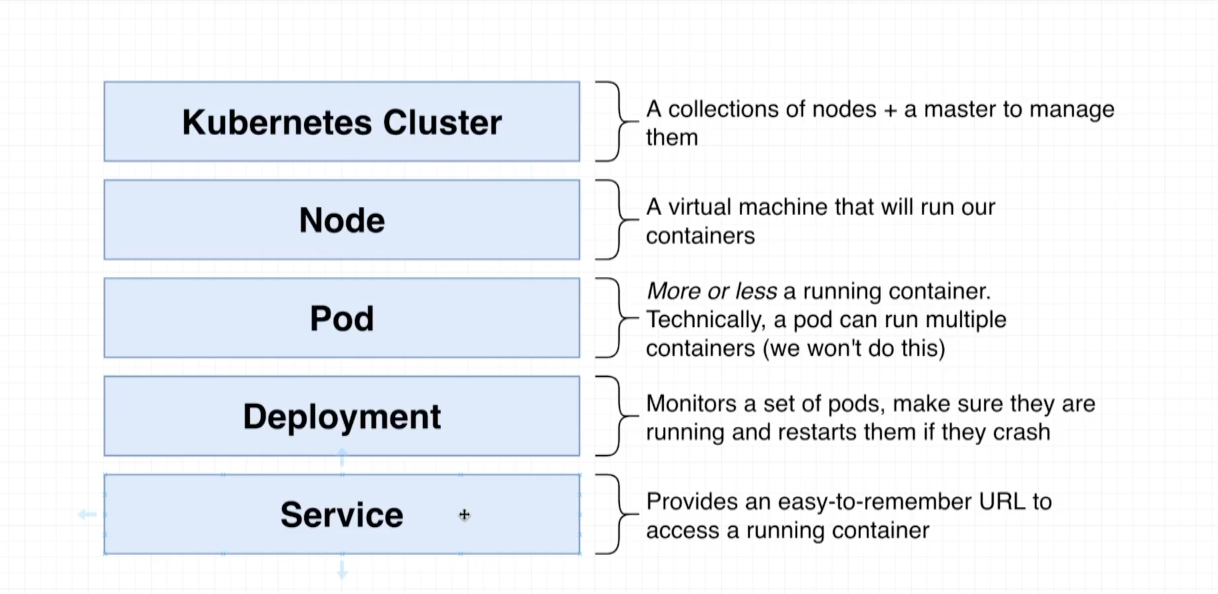 Kubernetes Cluster
A collections of nodes + a master to manage
them
Node
A virtual machine that will run our
containers
Pod
More or less a running container.
Technically, a pod can run multiple
containers (we won't do this)
Deployment
Monitors a set of pods, make sure they are
running and restarts them if they crash
Service
Provides an easy-to-remember URL to
access a running container